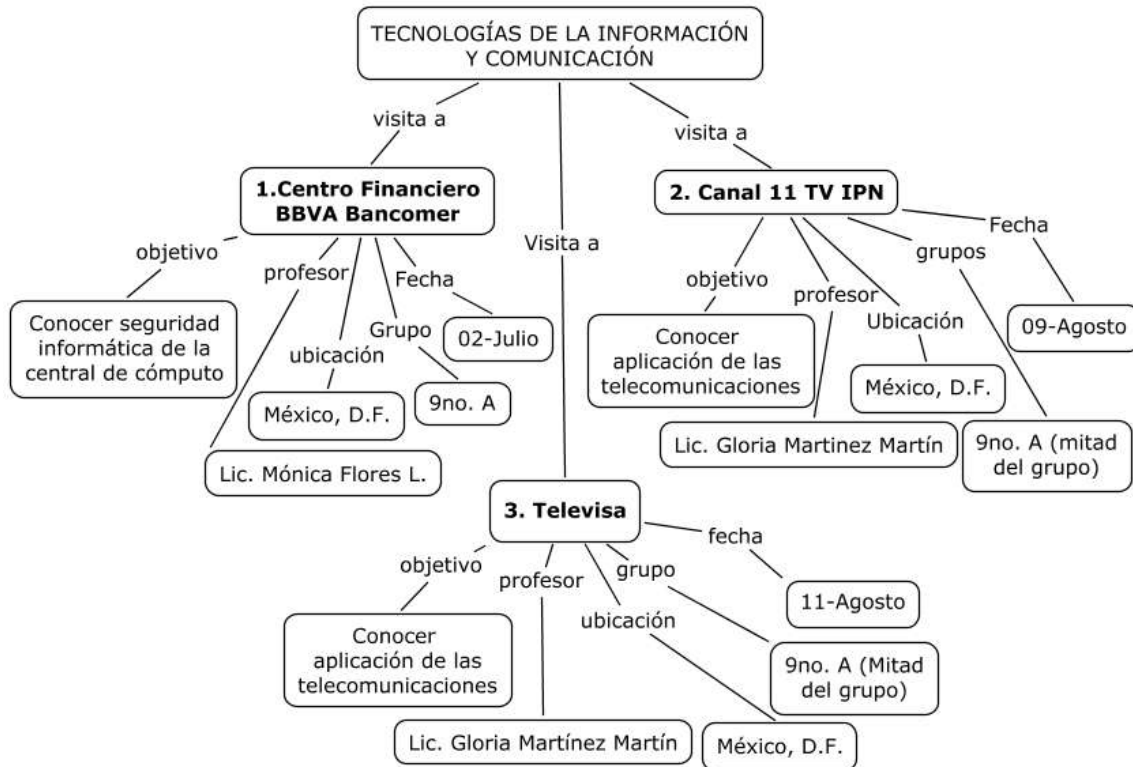 TECNOLOGÍAS DE LA INFORMACIÓN
Y COMUNICACIÓN
visita a
visita a
1.Centro Financiero
BBVA Bancomer
2. Canal 11 TV IPN
Visita a
objetivo
profesor
Fecha
Grupo
ubicación
Conocer seguridad
informática de la
central de cómputo
02-Julio
9no. A
México, D.F.
Lic. Mónica Flores L.
objetivo
profesor
Ubicación
grupos
Fecha
Conocer
aplicación de las
telecomunicaciones
09-Agosto
México, D.F.
Lic. Gloria Martinez Martín
9no. A (mitad
del grupo)
3. Televisa
objetivo
profesor
grupo
fecha
ubicación
11-Agosto
Conocer
aplicación de las
telecomunicaciones
9no. A (Mitad
del grupo)
Lic. Gloria Martínez Martín
México, D.F.